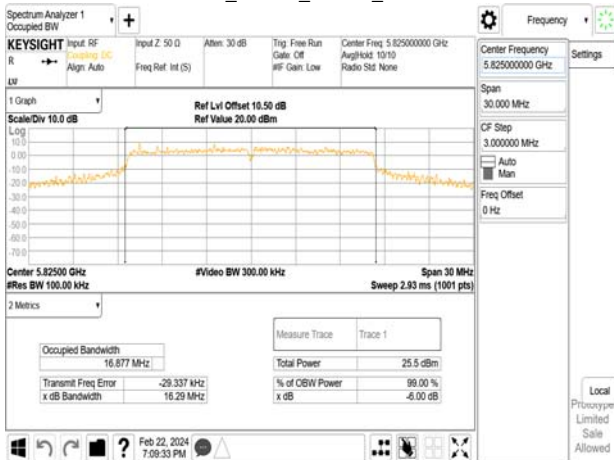 Spectrum Analyzer 1
Occupied BW
Frequency
KEYSIGHT Input: RF
Input Z: 50 Ω
Atten: 30 dB
Trig: Free Run
Center Freq: 5.825000000 GHz
R
Coupling: DC
Gate: Off
Avg|Hold: 10/10
Align: Auto
Freq Ref: Int (S)
#IF Gain: Low
Radio Std: None
Center Frequency
5.825000000 GHz
Settings
Span
30.000 MHz
CF Step
3.000000 MHz
Auto
Man
Freq Offset
0 Hz
1 Graph
Ref Lvl Offset 10.50 dB
Scale/Div 10.0 dB
Ref Value 20.00 dBm
Log
10.0
0.00
-10.0
-20.0
-30.0
-40.0
-50.0
-60.0
-70.0
Center 5.82500 GHz
#Video BW 300.00 kHz
Span 30 MHz
#Res BW 100.00 kHz
Sweep 2.93 ms (1001 pts)
2 Metrics
Measure Trace
Trace 1
Occupied Bandwidth
16.877 MHz
Total Power
25.5 dBm
Transmit Freq Error
-29.337 kHz
% of OBW Power
99.00 %
x dB Bandwidth
16.29 MHz
x dB
-6.00 dB
Local
Prototype
Limited
Sale
Allowed
?
Feb 22, 2024
7:09:33 PM